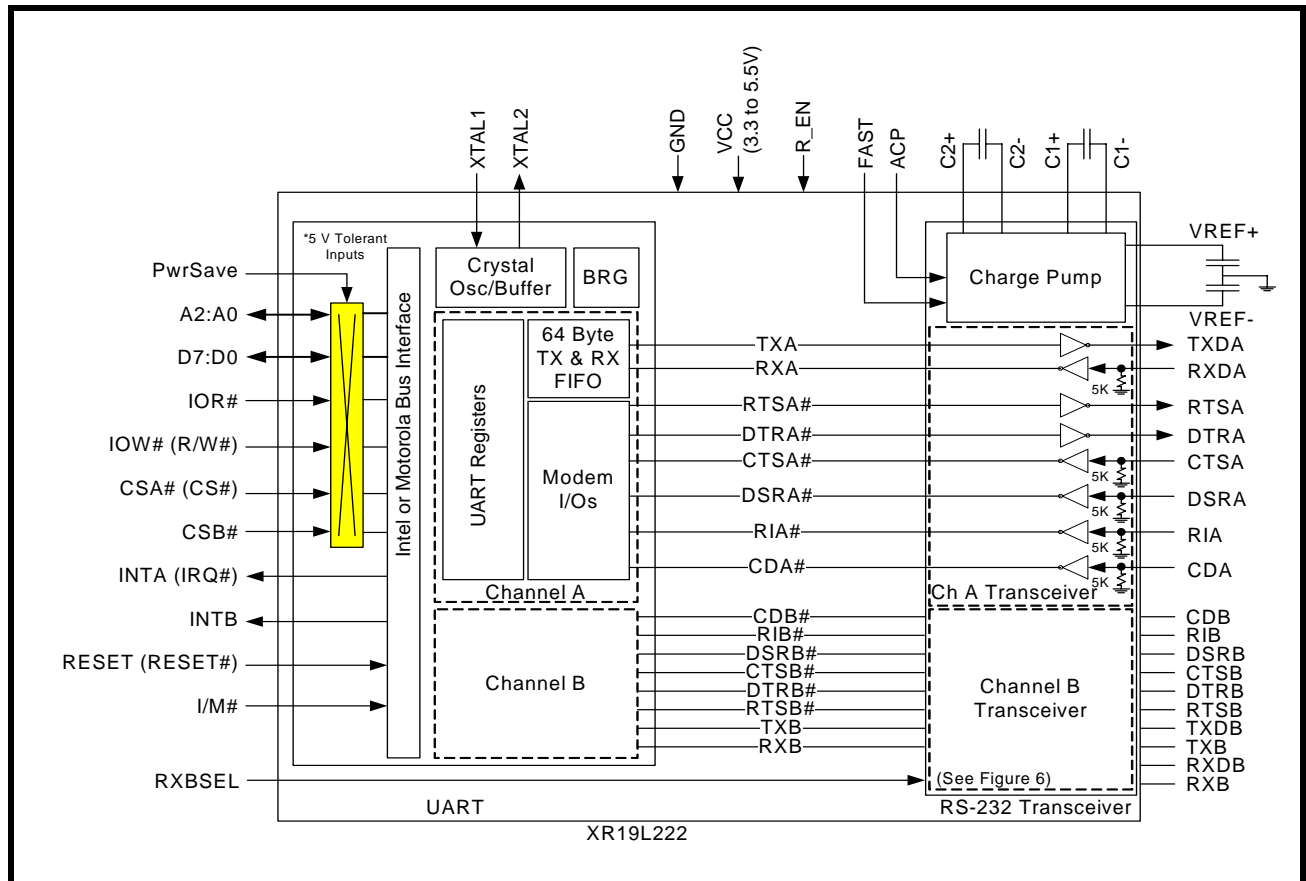 XTAL1
XTAL2
GND
VCC
(3.3 to 5.5V)
R_EN
FAST
ACP
C2+
C2-
C1+
C1-
*5 V Tolerant
Inputs
PwrSave
A2:A0
D7:D0
IOR#
IOW# (R/W#)
CSA# (CS#)
CSB#
INTA (IRQ#)
INTB
RESET (RESET#)
I/M#
RXBSEL
Intel or Motorola Bus Interface
Crystal
Osc/Buffer
BRG
UART Registers
64 Byte
TX & RX
FIFO
Modem
I/Os
Channel A
Channel B
TXA
RXA
RTSA#
DTRA#
CTSA#
DSRA#
RIA#
CDA#
CDB#
RIB#
DSRB#
CTSB#
DTRB#
RTSB#
TXB
RXB
Charge Pump
5K
5K
5K
5K
5K
Ch A Transceiver
Channel B
Transceiver
(See Figure 6)
VREF+
VREF-
TXDA
RXDA
RTSA
DTRA
CTSA
DSRA
RIA
CDA
CDB
RIB
DSRB
CTSB
DTRB
RTSB
TXDB
TXB
RXDB
RXB
UART
RS-232 Transceiver
XR19L222